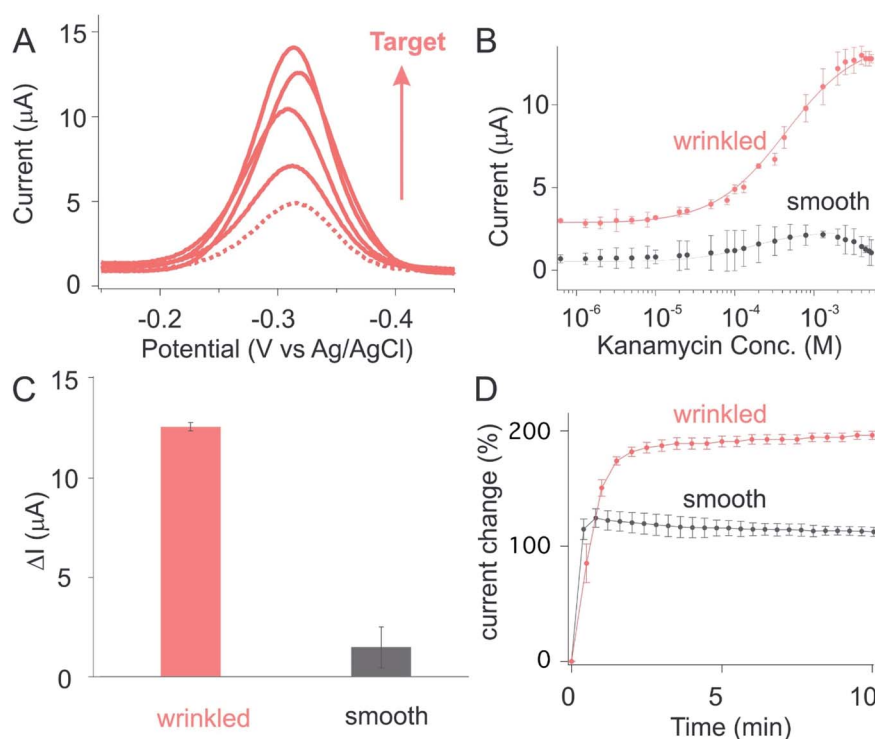 A
15
10
5
0
Current (μA)
Target
-0.2
-0.3
-0.4
Potential (V vs Ag/AgCl)
B
10
5
0
Current (μA)
wrinkled
smooth
10⁻⁶
10⁻⁵
10⁻⁴
10⁻³
Kanamycin Conc. (M)
C
15
10
5
0
ΔI (μA)
wrinkled
smooth
D
200
100
0
current change (%)
wrinkled
smooth
0
5
10
Time (min)